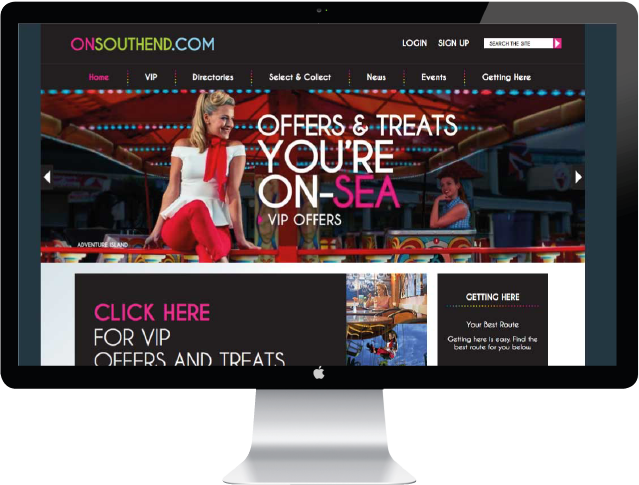 ONSOUTHEND.COM
LOGIN SIGN UP SEARCH THE SITE
Home VIP Directories Select & Collect News Events Getting Here
OFFERS & TREATS
YOU'RE
ON-SEA
VIP OFFERS
ADVENTURE ISLAND
CLICK HERE
FOR VIP
OFFERS AND TREATS
GETTING HERE
Your Best Route
Getting here is easy. Find the
best route for you below